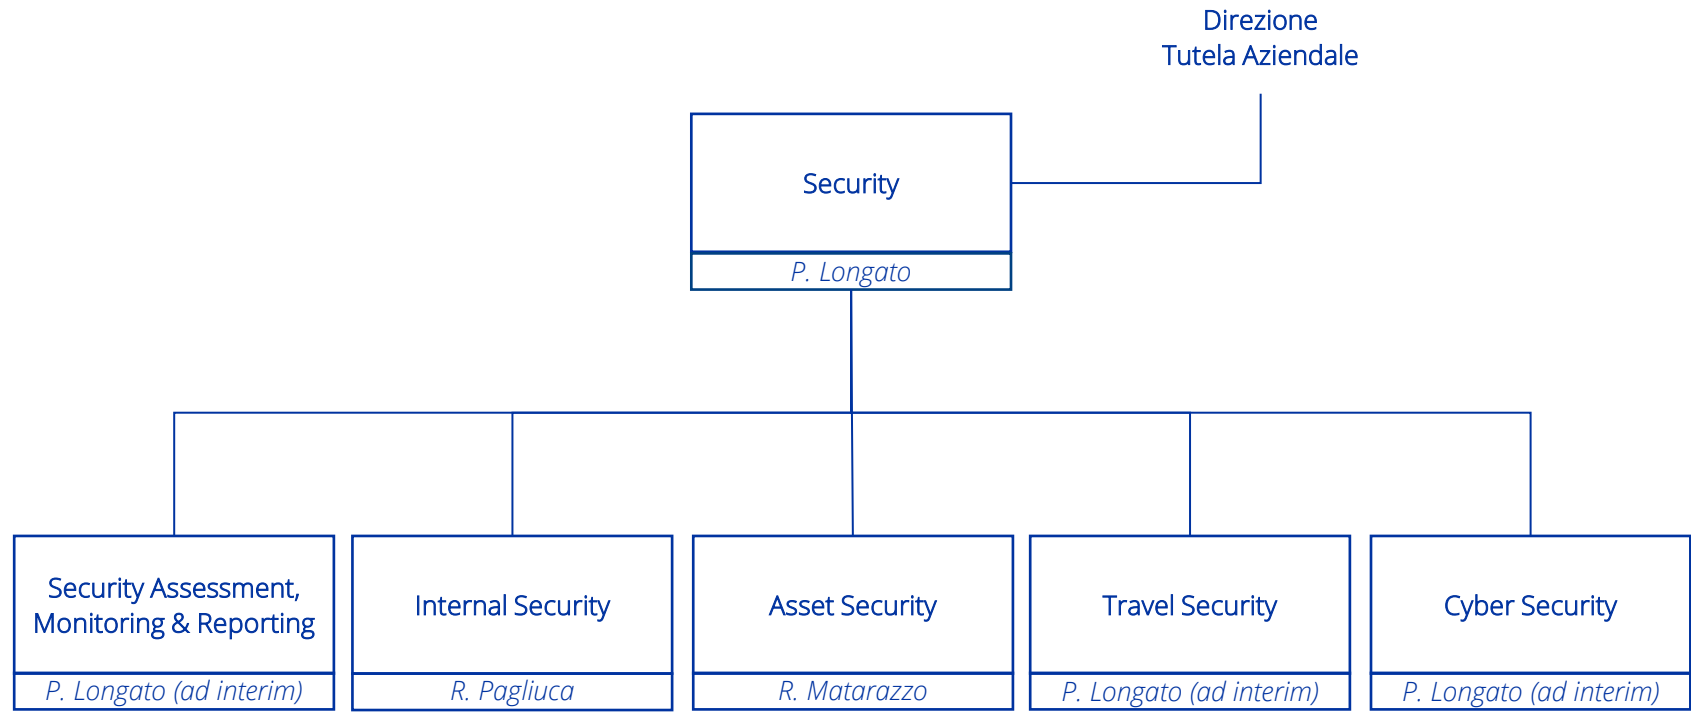 Direzione
Tutela Aziendale
Security
P. Longato
Security Assessment,
Monitoring & Reporting
P. Longato (ad interim)
Internal Security
R. Pagliuca
Asset Security
R. Matarazzo
Travel Security
P. Longato (ad interim)
Cyber Security
P. Longato (ad interim)